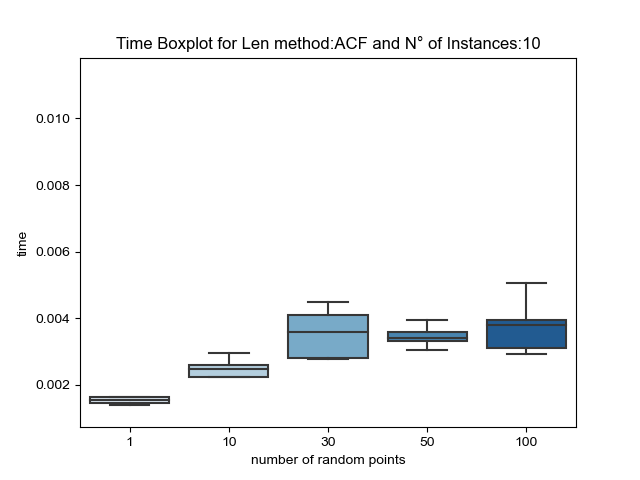 Time Boxplot for Len method:ACF and N° of Instances:10
0.010
0.008
0.006
0.004
0.002
time
1 10 30 50 100
number of random points